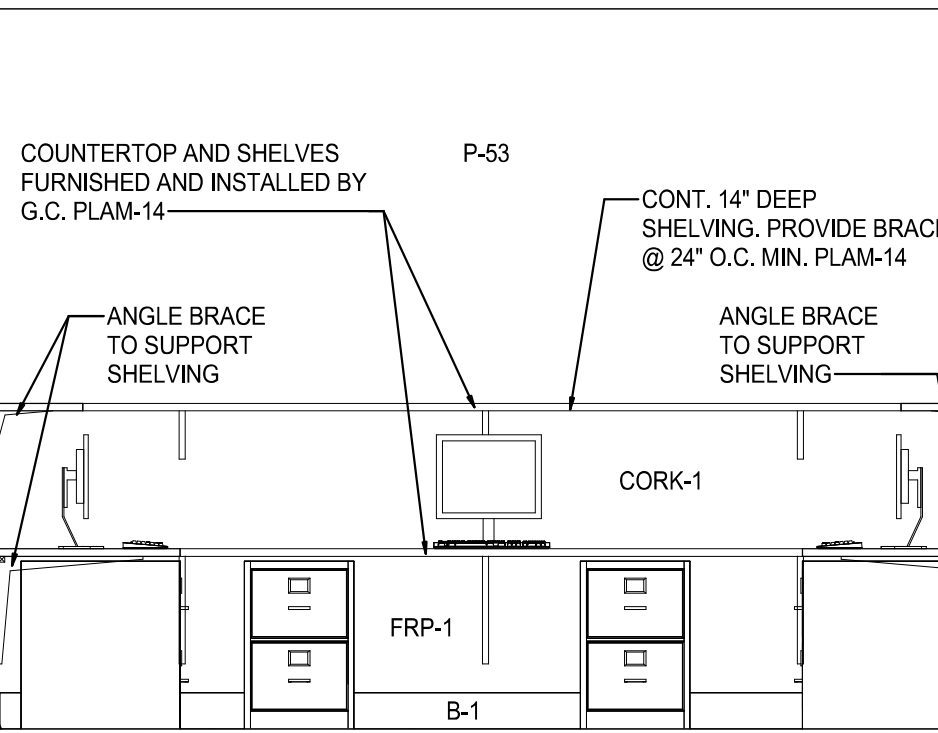 COUNTERTOP AND SHELVES
FURNISHED AND INSTALLED BY
G.C. PLAM-14
P-53
CONT. 14" DEEP
SHELVING. PROVIDE BRAC
@ 24" O.C. MIN. PLAM-14
ANGLE BRACE
TO SUPPORT
SHELVING
ANGLE BRACE
TO SUPPORT
SHELVING
CORK-1
FRP-1
B-1